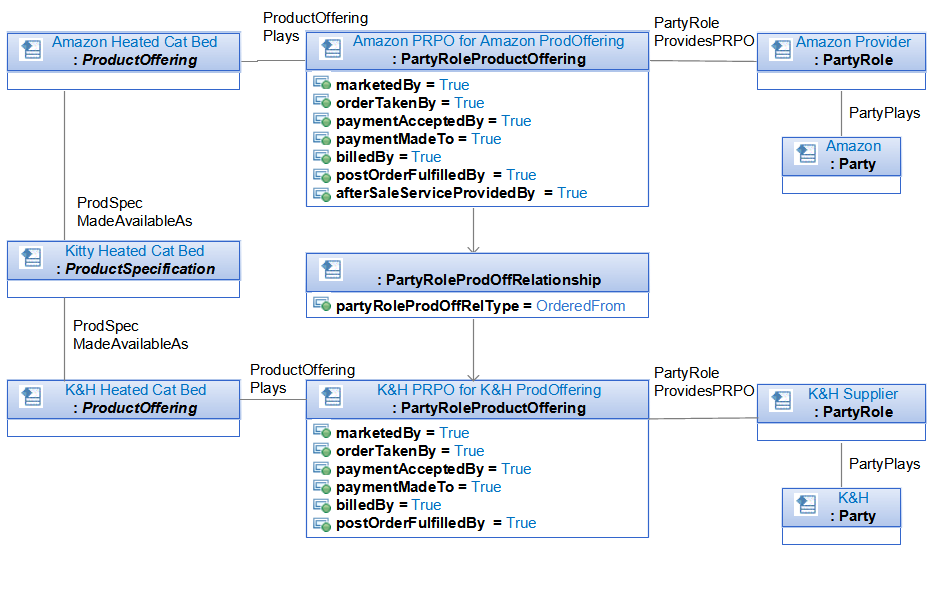 ProductOffering
Plays
PartyRole
ProvidesPRPO
Amazon Heated Cat Bed
: ProductOffering
Amazon PRPO for Amazon ProdOffering
: PartyRoleProductOffering
Amazon Provider
: PartyRole
marketedBy = True
orderTakenBy = True
paymentAcceptedBy = True
paymentMadeTo = True
billedBy = True
postOrderFulfilledBy = True
afterSaleServiceProvidedBy = True
PartyPlays
Amazon
: Party
ProdSpec
MadeAvailableAs
Kitty Heated Cat Bed
: ProductSpecification
: PartyRoleProdOffRelationship
partyRoleProdOffRelType = OrderedFrom
ProdSpec
MadeAvailableAs
ProductOffering
Plays
PartyRole
ProvidesPRPO
K&H Heated Cat Bed
: ProductOffering
K&H PRPO for K&H ProdOffering
: PartyRoleProductOffering
K&H Supplier
: PartyRole
marketedBy = True
orderTakenBy = True
paymentAcceptedBy = True
paymentMadeTo = True
billedBy = True
postOrderFulfilledBy = True
PartyPlays
K&H
: Party